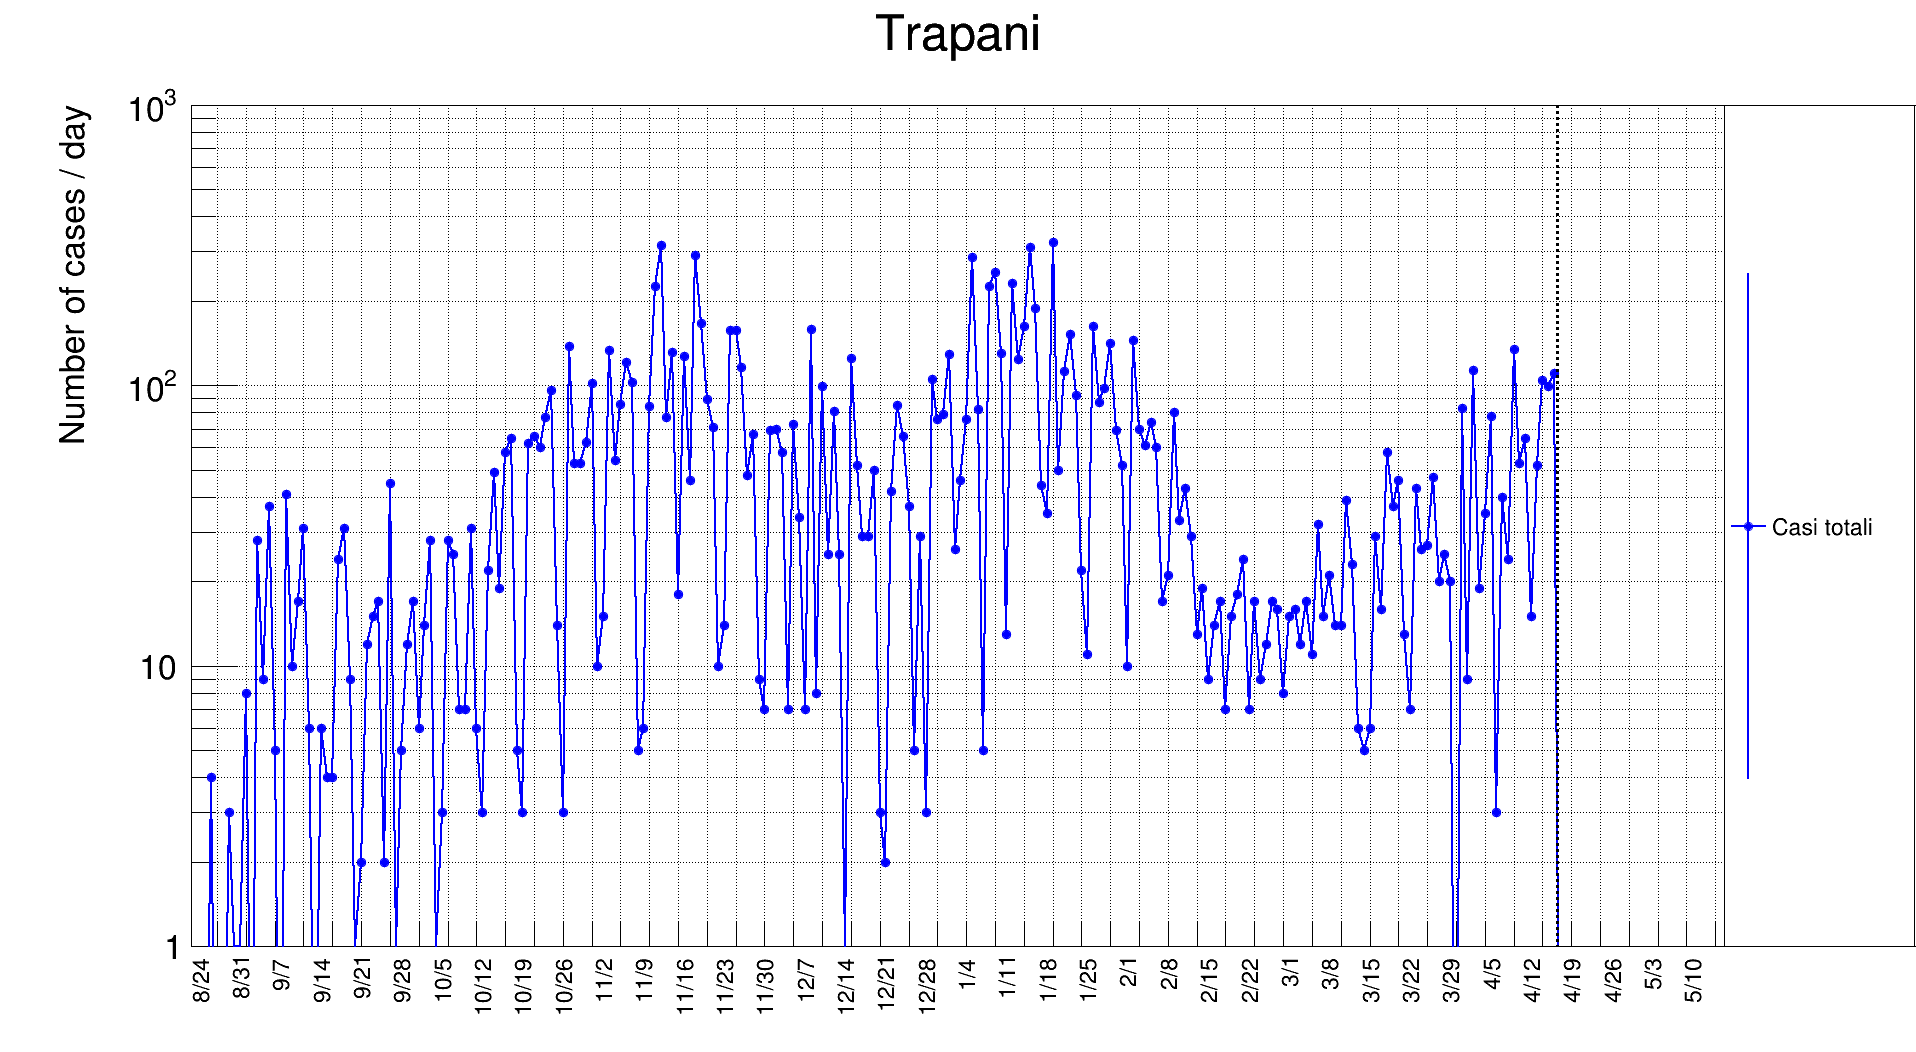 Trapani
Number of cases / day
10³
10²
10
1
8/24 8/31 9/7 9/14 9/21 9/28 10/5 10/12 10/19 10/26 11/2 11/9 11/16 11/23 11/30 12/7 12/14 12/21 12/28 1/4 1/11 1/18 1/25 2/1 2/8 2/15 2/22 3/1 3/8 3/15 3/22 3/29 4/5 4/12 4/19 4/26 5/3 5/10
Casi totali